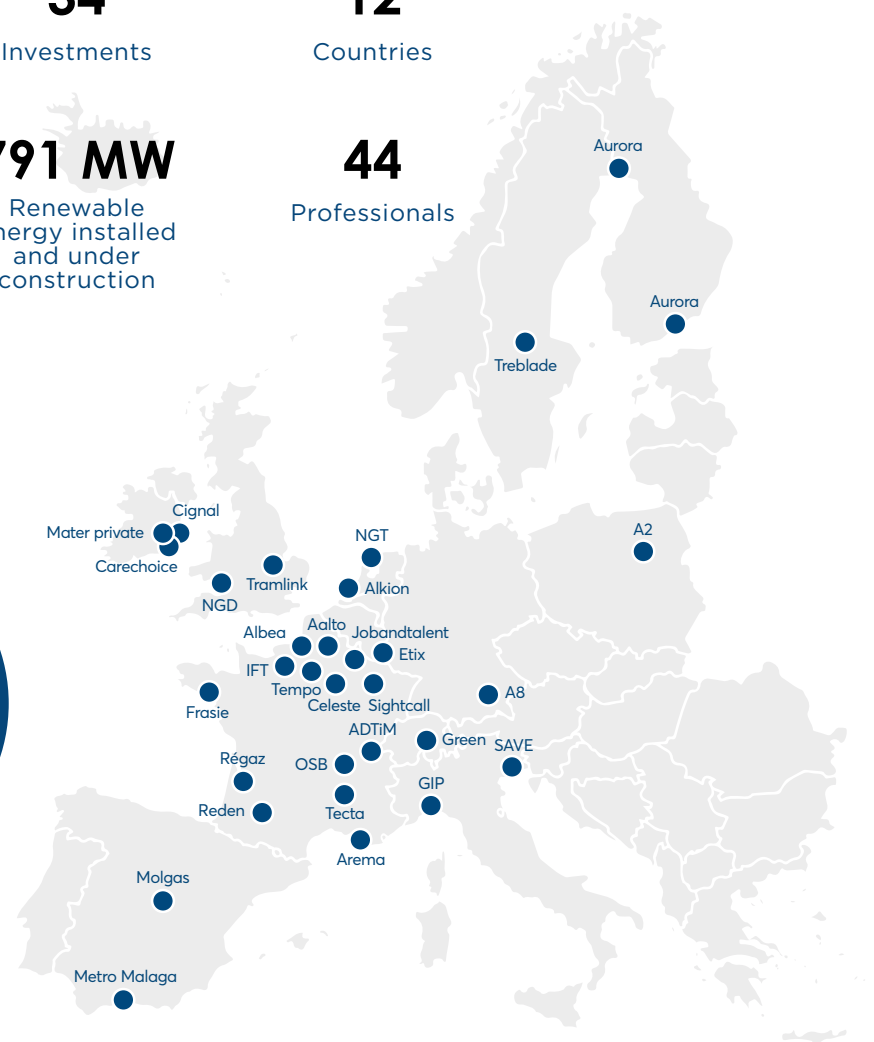 34
12
Investments
Countries
791 MW
44
Renewable
nergy installed
and under
construction
Professionals
Aurora
Aurora
Treblade
Cignal
Mater private
Carechoice
NGT
A2
Tramlink
Alkion
NGD
Aalto
Albea
Jobandtalent
Etix
IFT
Tempo
Celeste
Sightcall
A8
Frasie
ADTiM
Green
SAVE
Régaz
OSB
GIP
Reden
Tecta
Arema
Molgas
Metro Malaga